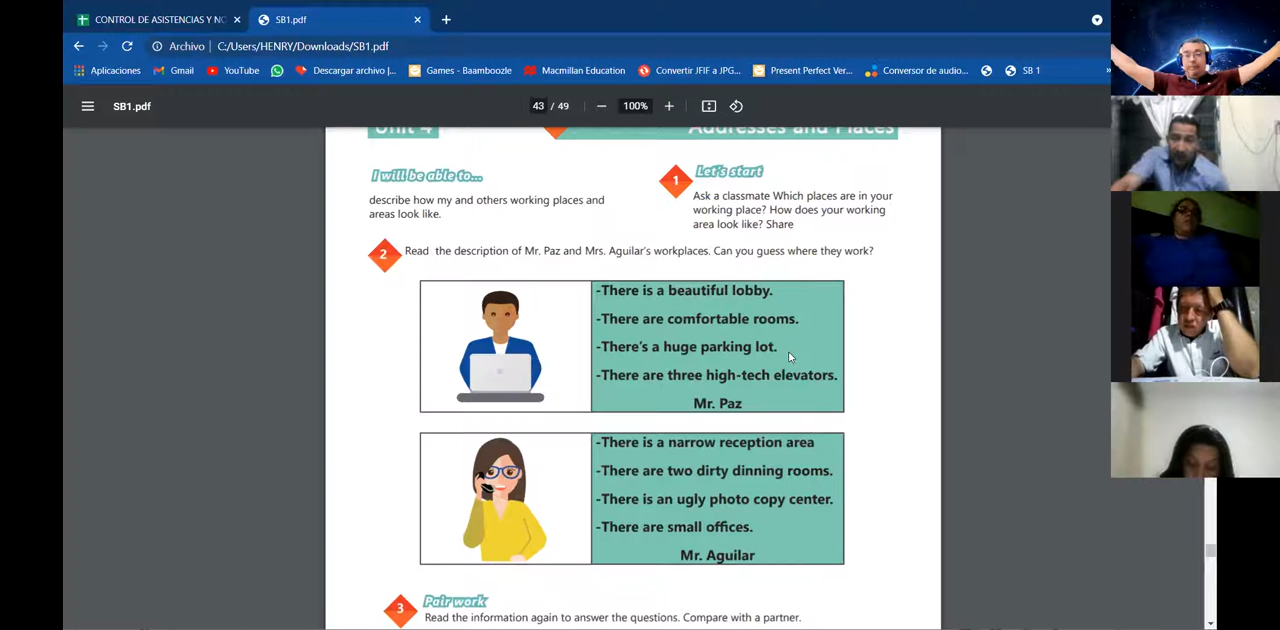 CONTROL DE ASISTENCIAS Y NO
SB1.pdf
Archivo
C:/Users/HENRY/Downloads/SB1.pdf
Aplicaciones
Gmail
YouTube
Descargar archivo |...
Games - Baamboozle
Macmillan Education
Convertir JFIF a JPG...
Present Perfect Ver...
Conversor de audio...
SB 1
»
SB1.pdf
43 / 49
100%
Unit 4
Addresses and Places
I will be able to...
describe how my and others working places and
areas look like.
1
Let's start
Ask a classmate Which places are in your
working place? How does your working
area look like? Share
2
Read the description of Mr. Paz and Mrs. Aguilar's workplaces. Can you guess where they work?
-There is a beautiful lobby.
-There are comfortable rooms.
-There's a huge parking lot.
-There are three high-tech elevators.
Mr. Paz
-There is a narrow reception area
-There are two dirty dinning rooms.
-There is an ugly photo copy center.
-There are small offices.
Mr. Aguilar
3
Pair work
Read the information again to answer the questions. Compare with a partner.